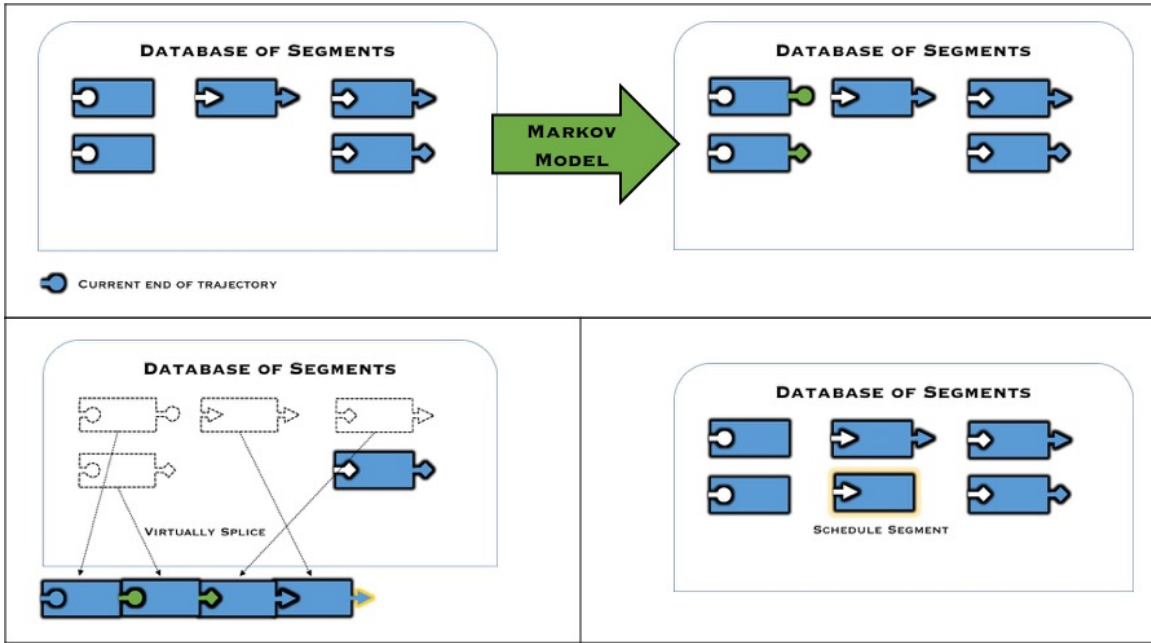 DATABASE OF SEGMENTS
DATABASE OF SEGMENTS
MARKOV
MODEL
CURRENT END OF TRAJECTORY
DATABASE OF SEGMENTS
VIRTUALLY SPLICE
DATABASE OF SEGMENTS
SCHEDULE SEGMENT